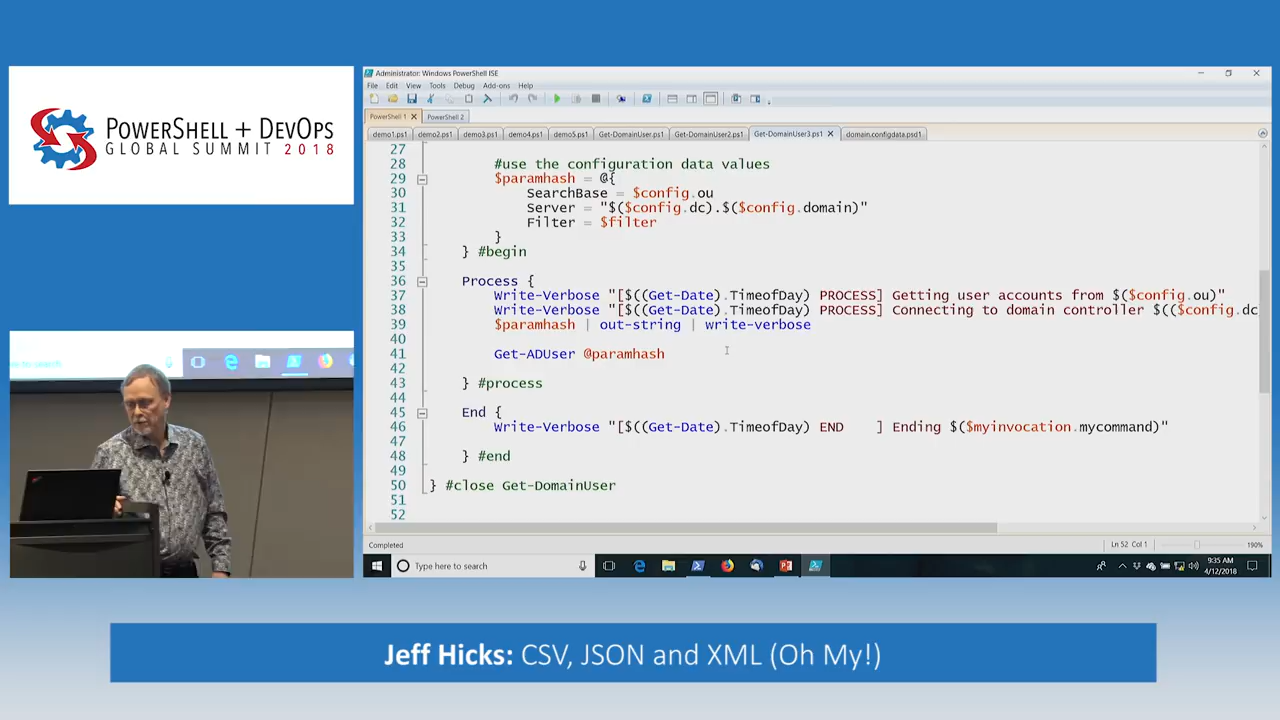 PowerShell + DevOps
GLOBAL SUMMIT 2018
Administrator: Windows PowerShell ISE
File Edit View Tools Debug Add-ons Help
PowerShell 1 PowerShell 2
demo1.ps1 demo2.ps1 demo3.ps1 demo4.ps1 demo5.ps1 Get-DomainUser.ps1 Get-DomainUser2.ps1 Get-DomainUser3.ps1 domain.configdata.psd1
27
28 #use the configuration data values
29 $paramhash = @{
30 SearchBase = $config.ou
31 Server = "$($config.dc).$($config.domain)"
32 Filter = $filter
33 }
34 } #begin
35
36 Process {
37 Write-Verbose "[$((Get-Date).TimeofDay) PROCESS] Getting user accounts from $($config.ou)"
38 Write-Verbose "[$((Get-Date).TimeofDay) PROCESS] Connecting to domain controller $(($config.dc
39 $paramhash | out-string | write-verbose
40
41 Get-ADUser @paramhash
42
43 } #process
44
45 End {
46 Write-Verbose "[$((Get-Date).TimeofDay) END ] Ending $($myinvocation.mycommand)"
47
48 } #end
49
50 } #close Get-DomainUser
51
52
Completed
Ln 52 Col 1
190%
Type here to search
9:35 AM
4/12/2018
Jeff Hicks: CSV, JSON and XML (Oh My!)